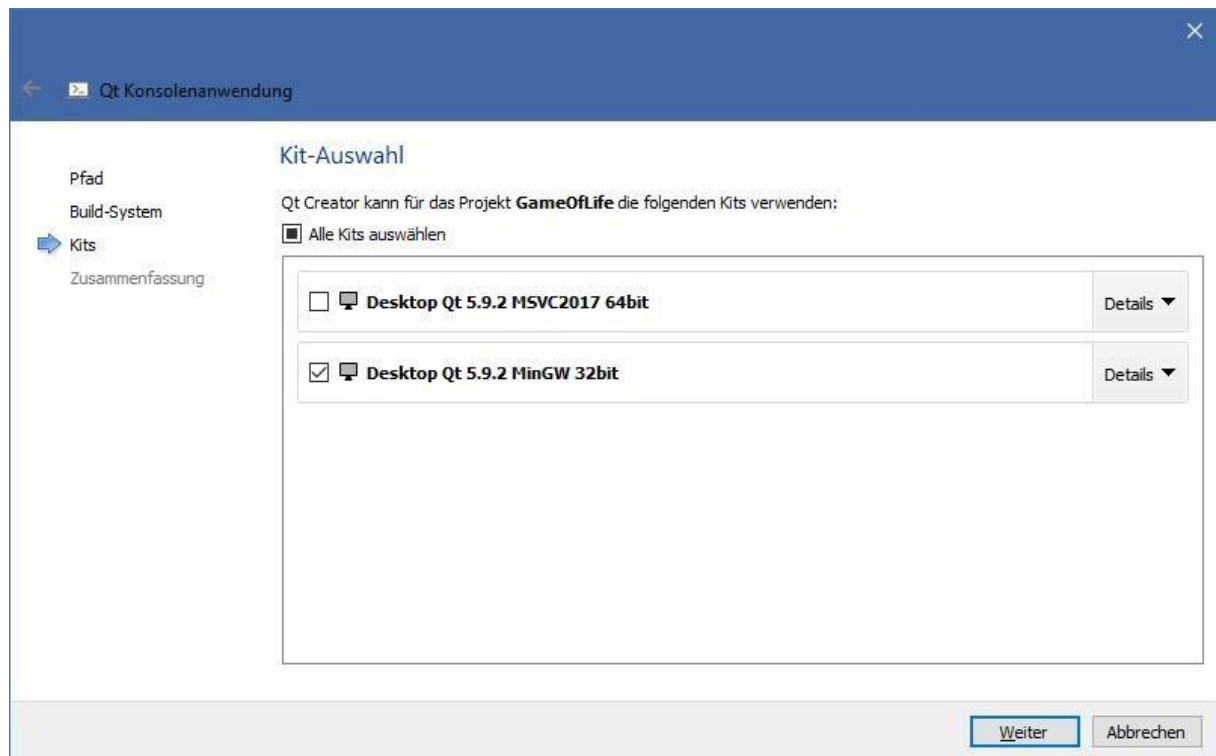 Qt Konsolenanwendung
Pfad
Build-System
Kits
Zusammenfassung
Kit-Auswahl
Qt Creator kann für das Projekt GameOfLife die folgenden Kits verwenden:
Alle Kits auswählen
Desktop Qt 5.9.2 MSVC2017 64bit
Details
Desktop Qt 5.9.2 MinGW 32bit
Details
Weiter
Abbrechen